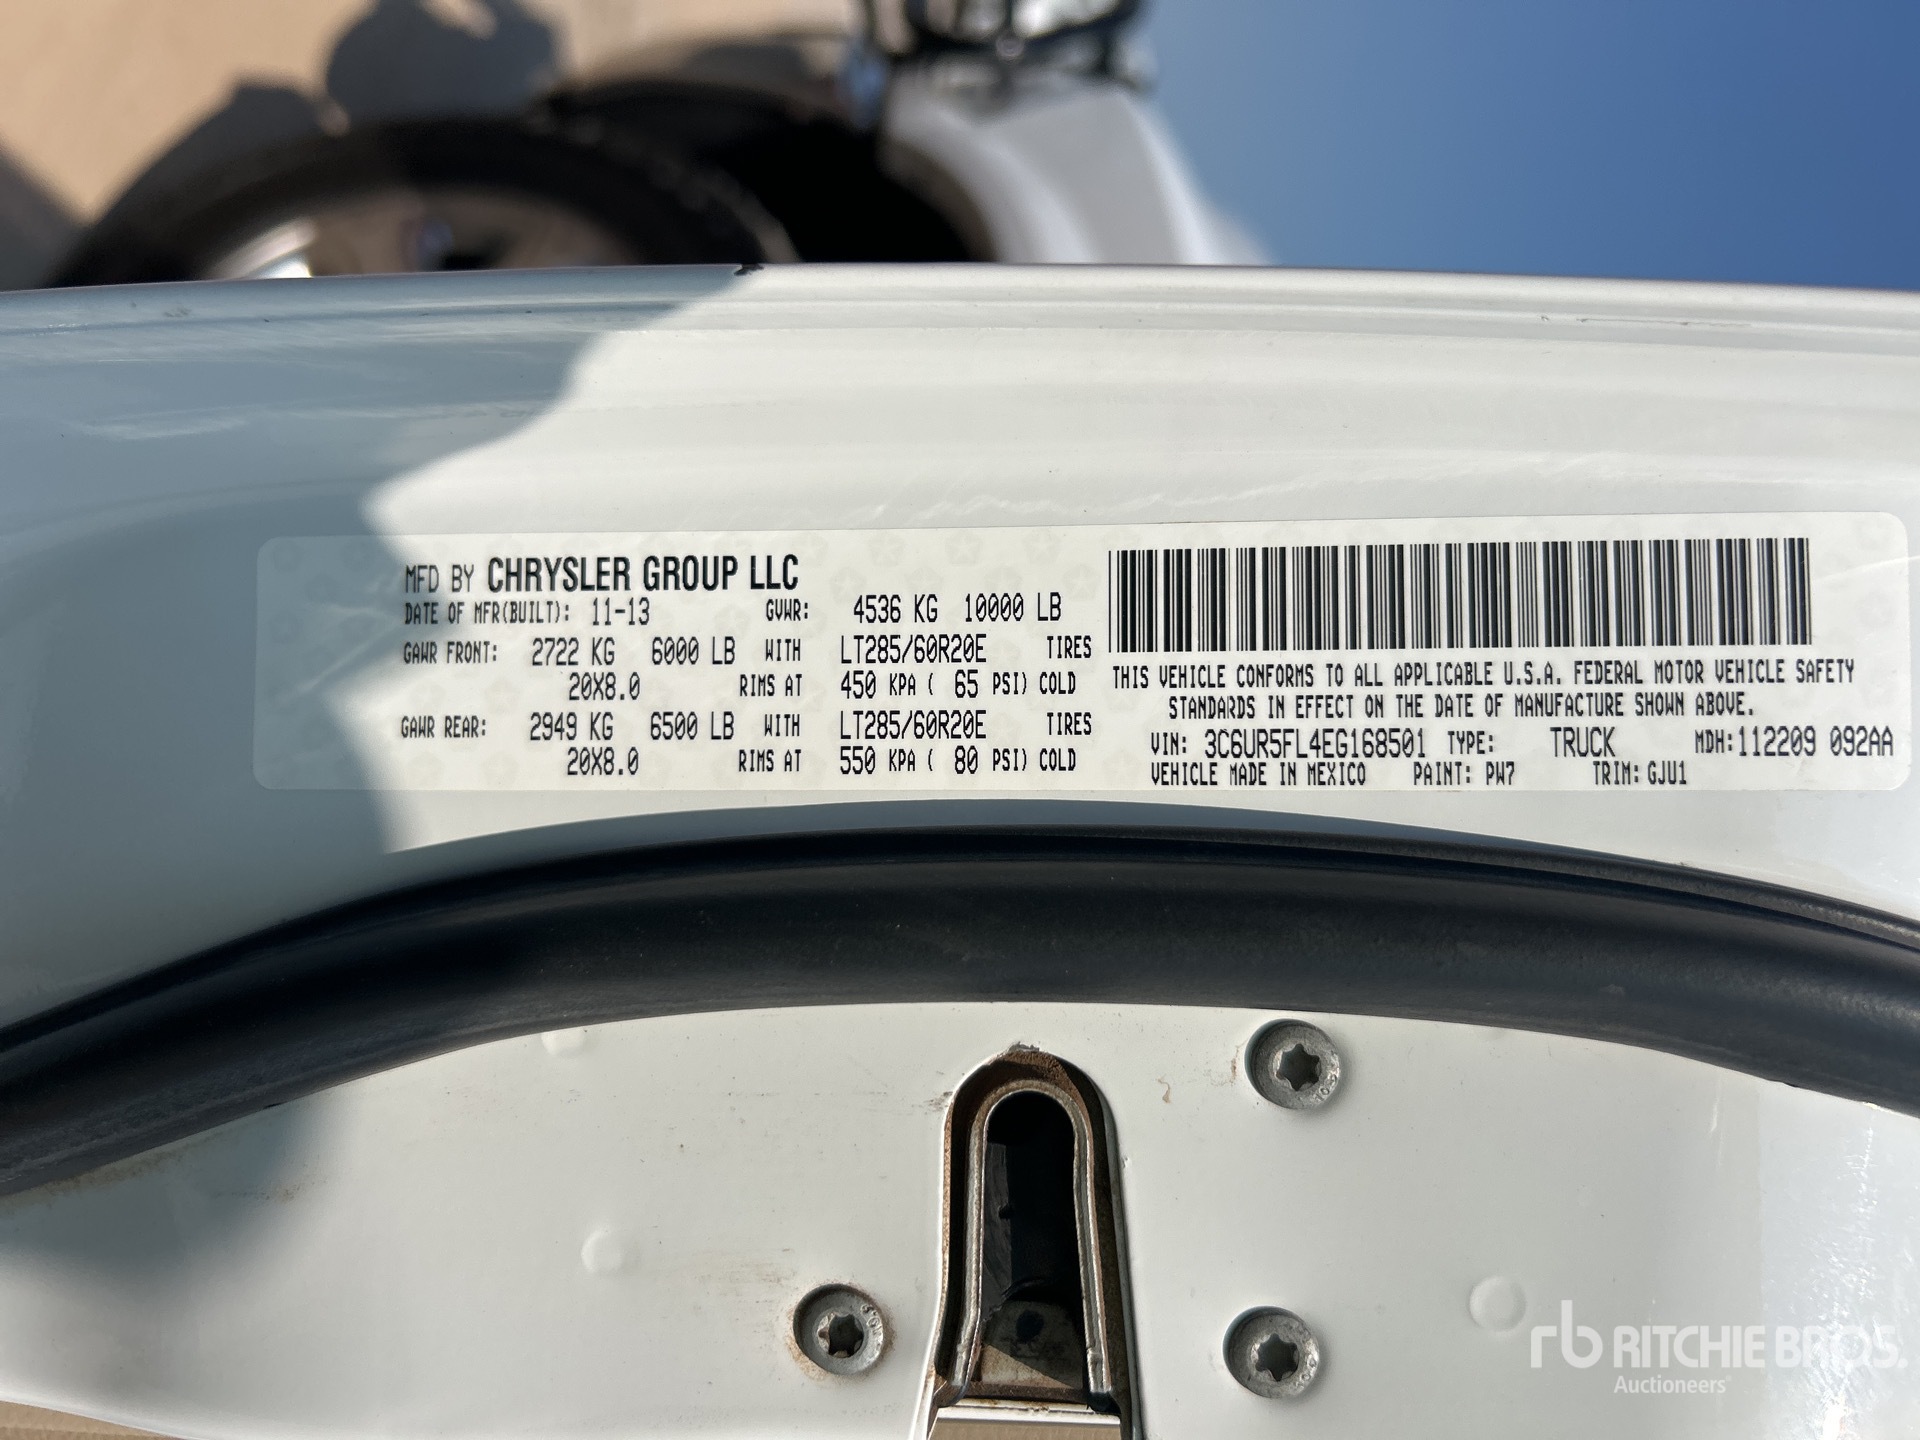 MFD BY CHRYSLER GROUP LLC
DATE OF MFR(BUILT): 11-13 GVWR: 4536 KG 10000 LB
GAWR FRONT: 2722 KG 6000 LB WITH LT285/60R20E TIRES
20X8.0 RIMS AT 450 KPA ( 65 PSI) COLD
GAWR REAR: 2949 KG 6500 LB WITH LT285/60R20E TIRES
20X8.0 RIMS AT 550 KPA ( 80 PSI) COLD
THIS VEHICLE CONFORMS TO ALL APPLICABLE U.S.A. FEDERAL MOTOR VEHICLE SAFETY
STANDARDS IN EFFECT ON THE DATE OF MANUFACTURE SHOWN ABOVE.
VIN: 3C6UR5FL4EG168501 TYPE: TRUCK MDH: 112209 092AA
VEHICLE MADE IN MEXICO PAINT: PW7 TRIM: GJU1
rb RITCHIE BROS.
Auctioneers